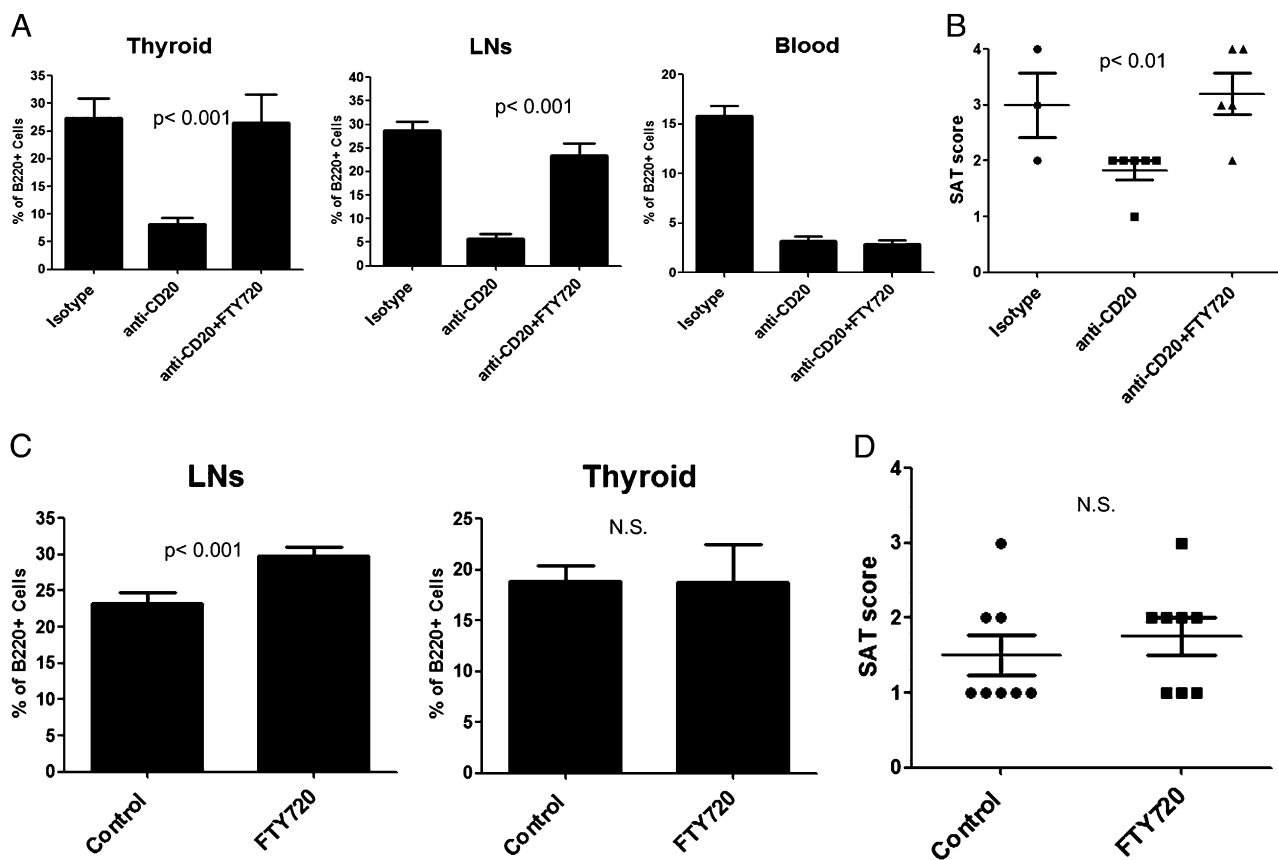 A
Thyroid
% of B220+ Cells
35
30
25
20
15
10
5
0
p< 0.001
Isotype
anti-CD20
anti-CD20+FTY720
LNs
% of B220+ Cells
40
35
30
25
20
15
10
5
0
p< 0.001
Isotype
anti-CD20
anti-CD20+FTY720
Blood
% of B220+ Cells
20
15
10
5
0
Isotype
anti-CD20
anti-CD20+FTY720
B
SAT score
4
3
2
1
0
p< 0.01
Isotype
anti-CD20
anti-CD20+FTY720
C
LNs
% of B220+ Cells
35
30
25
20
15
10
5
0
p< 0.001
Control
FTY720
Thyroid
% of B220+ Cells
25
20
15
10
5
0
N.S.
Control
FTY720
D
SAT score
4
3
2
1
0
N.S.
Control
FTY720